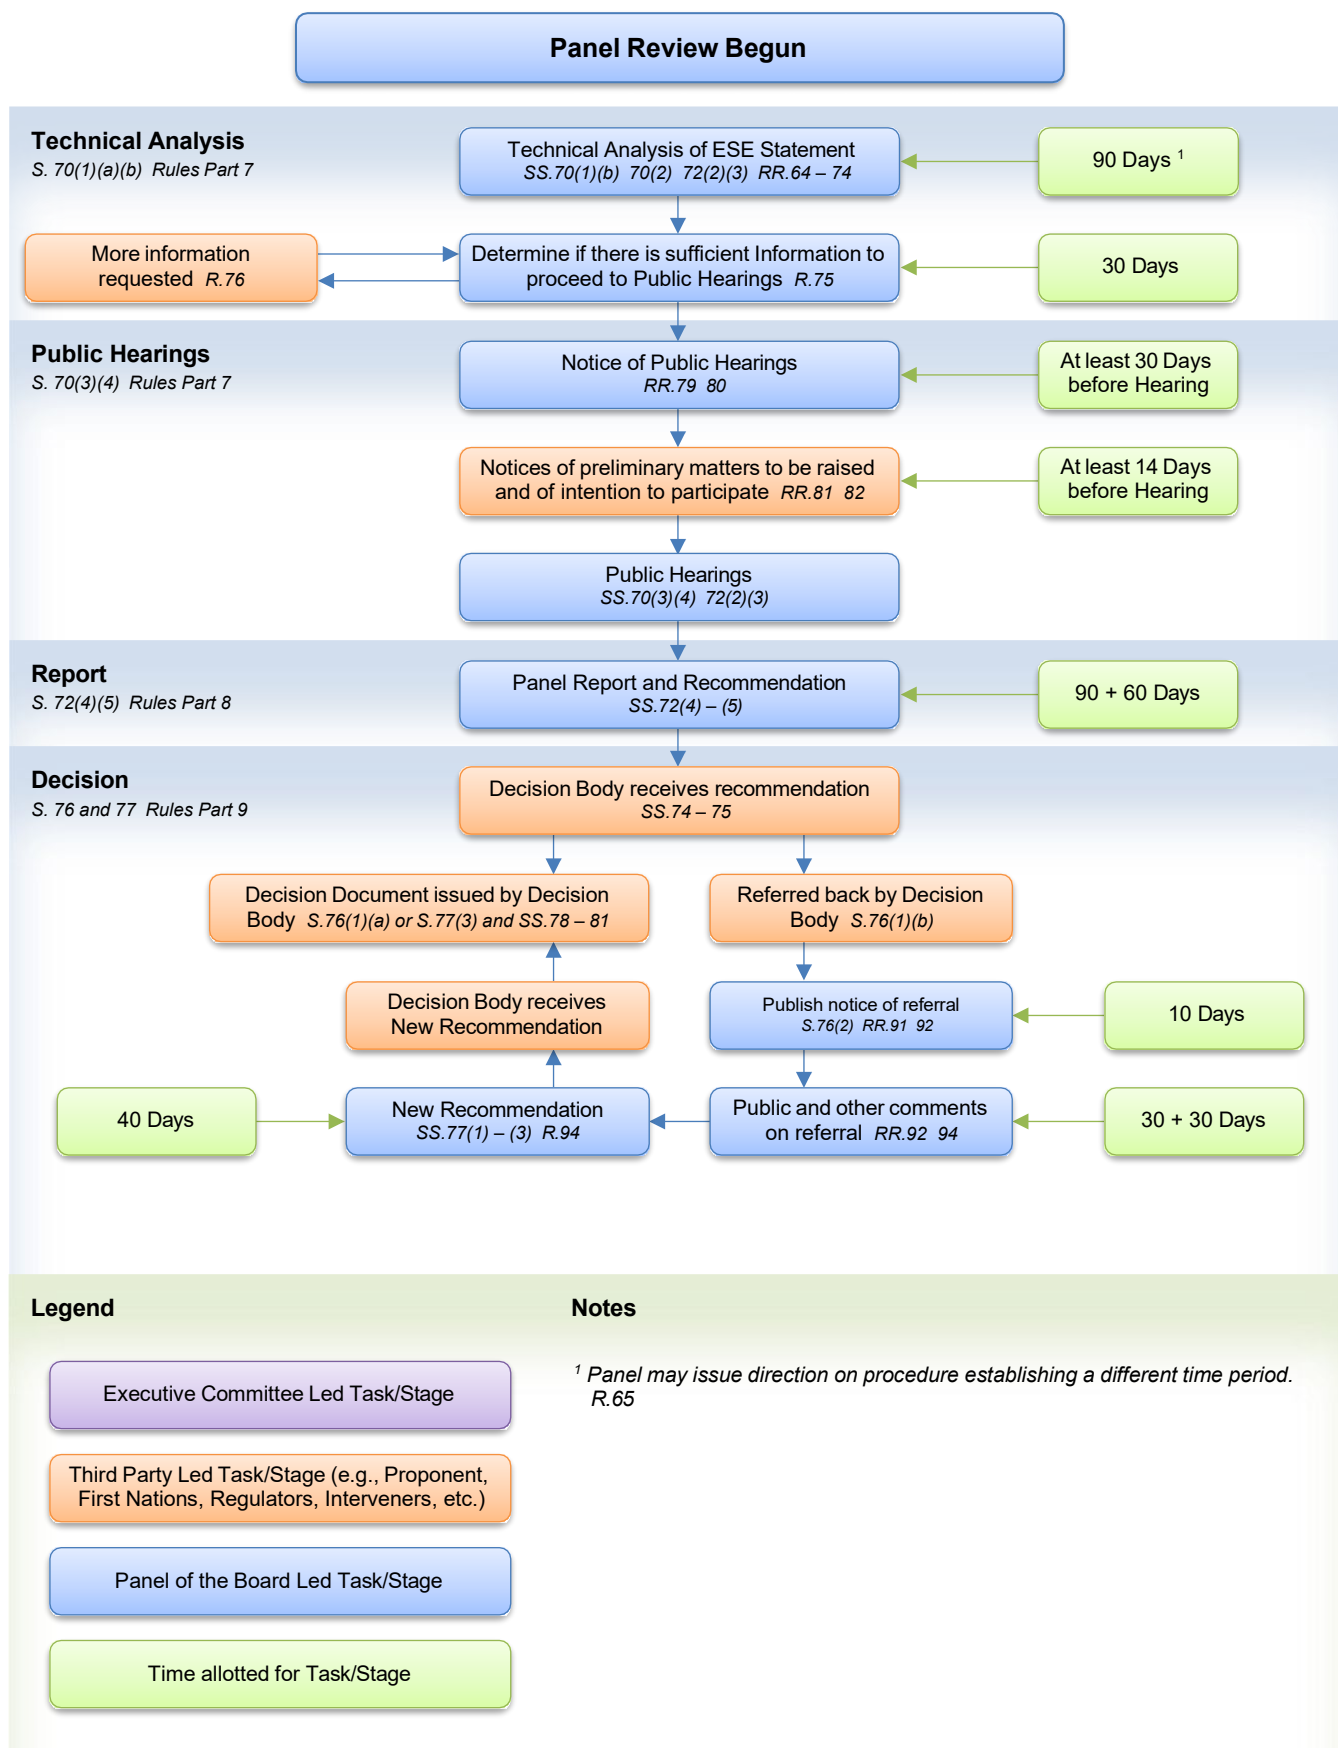 Panel Review Begun
Technical Analysis
S. 70(1)(a)(b)  Rules Part 7
Technical Analysis of ESE Statement
SS.70(1)(b)  70(2)  72(2)(3)  RR.64 – 74
90 Days ¹
More information
requested  R.76
Determine if there is sufficient Information to
proceed to Public Hearings  R.75
30 Days
Public Hearings
S. 70(3)(4)  Rules Part 7
Notice of Public Hearings
RR.79  80
At least 30 Days
before Hearing
Notices of preliminary matters to be raised
and of intention to participate  RR.81  82
At least 14 Days
before Hearing
Public Hearings
SS.70(3)(4)  72(2)(3)
Report
S. 72(4)(5)  Rules Part 8
Panel Report and Recommendation
SS.72(4) – (5)
90 + 60 Days
Decision
S. 76 and 77  Rules Part 9
Decision Body receives recommendation
SS.74 – 75
Decision Document issued by Decision
Body  S.76(1)(a) or S.77(3) and SS.78 – 81
Referred back by Decision
Body  S.76(1)(b)
Decision Body receives
New Recommendation
Publish notice of referral
S.76(2)  RR.91  92
10 Days
40 Days
New Recommendation
SS.77(1) – (3)  R.94
Public and other comments
on referral  RR.92  94
30 + 30 Days
Legend
Executive Committee Led Task/Stage
Third Party Led Task/Stage (e.g., Proponent,
First Nations, Regulators, Interveners, etc.)
Panel of the Board Led Task/Stage
Time allotted for Task/Stage
Notes
¹ Panel may issue direction on procedure establishing a different time period.
R.65